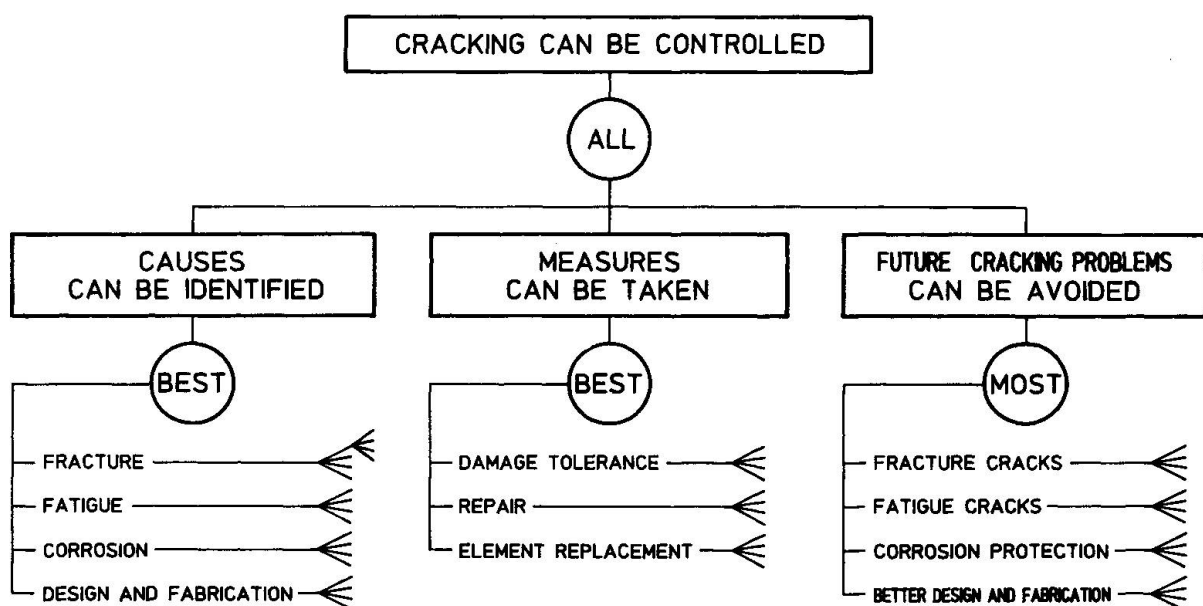 CRACKING CAN BE CONTROLLED
ALL
CAUSES
CAN BE IDENTIFIED
BEST
FRACTURE
FATIGUE
CORROSION
DESIGN AND FABRICATION
MEASURES
CAN BE TAKEN
BEST
DAMAGE TOLERANCE
REPAIR
ELEMENT REPLACEMENT
FUTURE CRACKING PROBLEMS
CAN BE AVOIDED
MOST
FRACTURE CRACKS
FATIGUE CRACKS
CORROSION PROTECTION
BETTER DESIGN AND FABRICATION